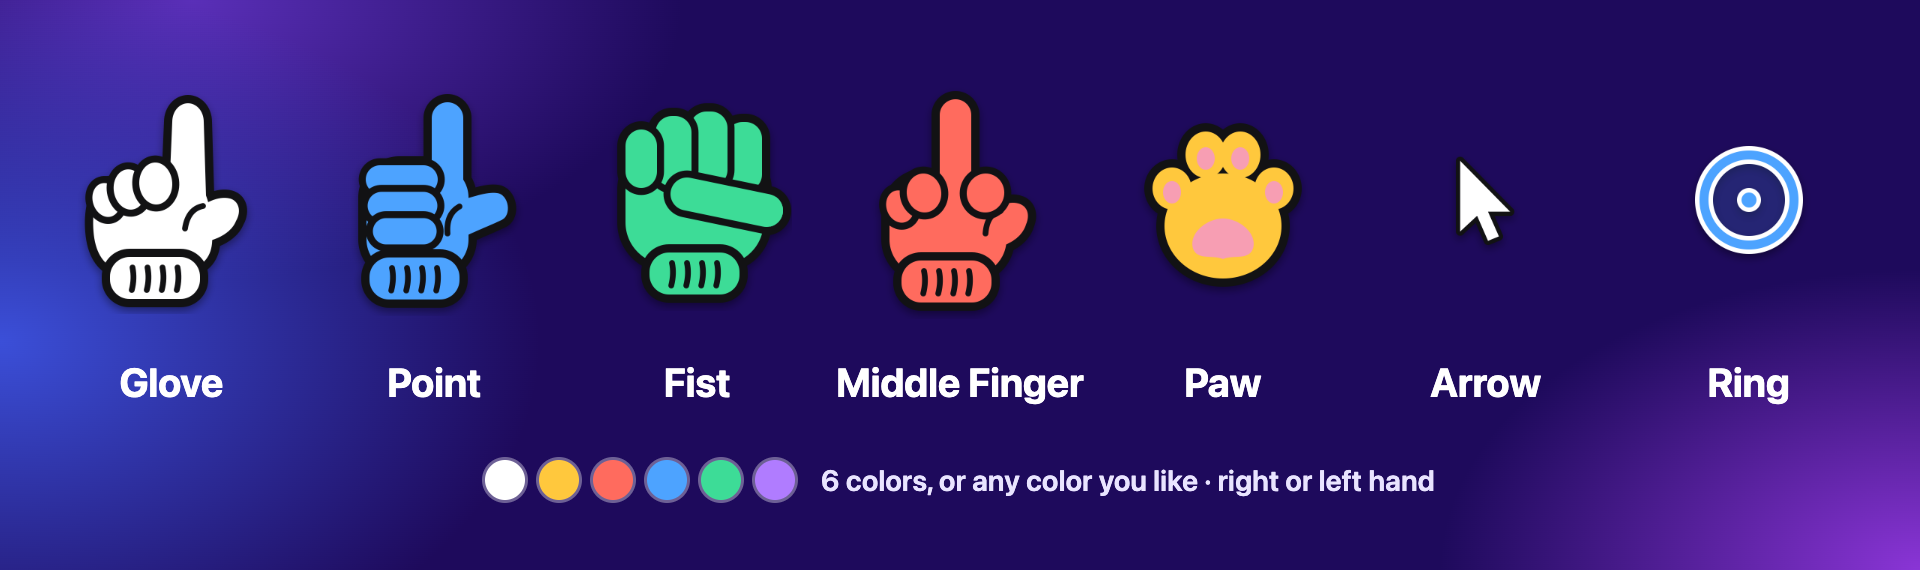 Glove
Point
Fist
Middle Finger
Paw
Arrow
Ring
6 colors, or any color you like · right or left hand